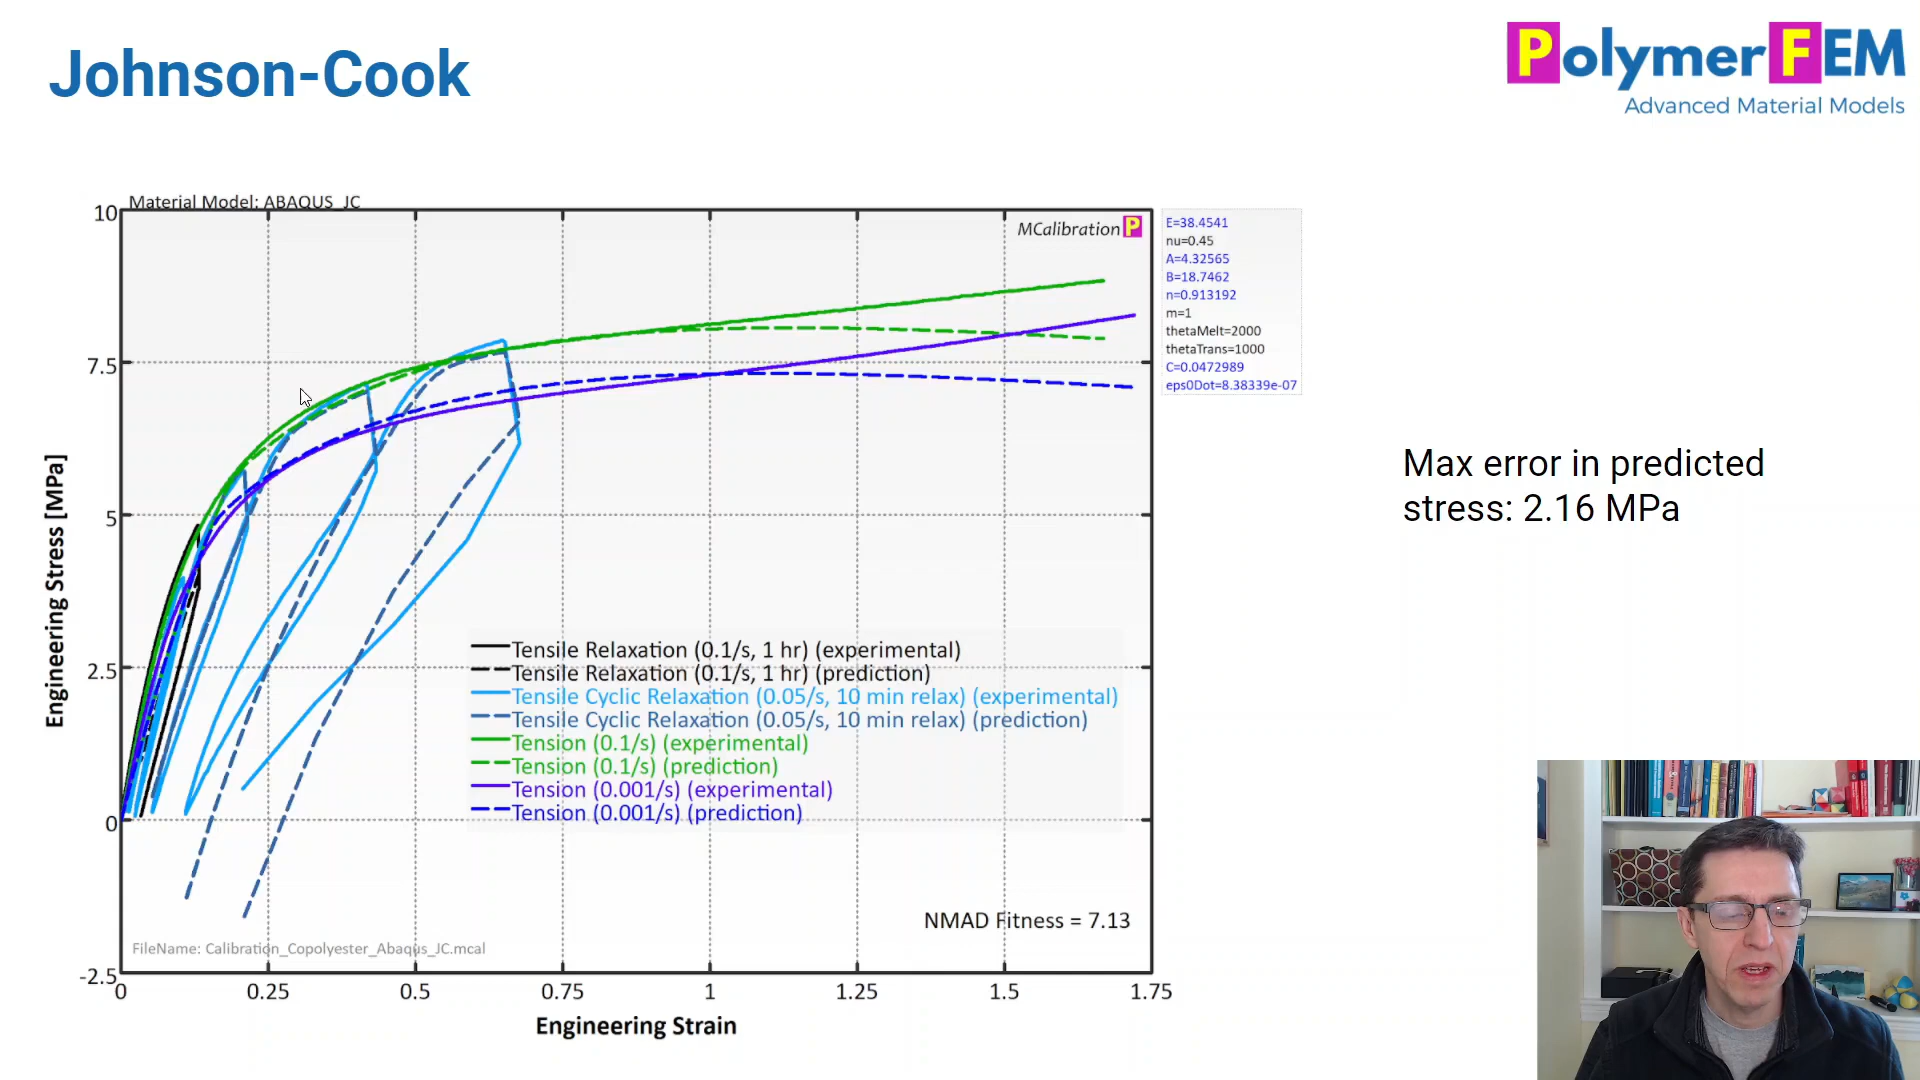 Johnson-Cook
PolymerFEM
Advanced Material Models
Material Model: ABAQUS_JC
MCalibration P
E=38.4541
nu=0.45
A=4.32565
B=18.7462
n=0.913192
m=1
thetaMelt=2000
thetaTrans=1000
C=0.0472989
eps0Dot=8.38339e-07
Max error in predicted
stress: 2.16 MPa
10
7.5
5
2.5
0
-2.5
Engineering Stress [MPa]
Tensile Relaxation (0.1/s, 1 hr) (experimental)
Tensile Relaxation (0.1/s, 1 hr) (prediction)
Tensile Cyclic Relaxation (0.05/s, 10 min relax) (experimental)
Tensile Cyclic Relaxation (0.05/s, 10 min relax) (prediction)
Tension (0.1/s) (experimental)
Tension (0.1/s) (prediction)
Tension (0.001/s) (experimental)
Tension (0.001/s) (prediction)
NMAD Fitness = 7.13
FileName: Calibration_Copolyester_Abaqus_JC.mcal
0 0.25 0.5 0.75 1 1.25 1.5 1.75
Engineering Strain